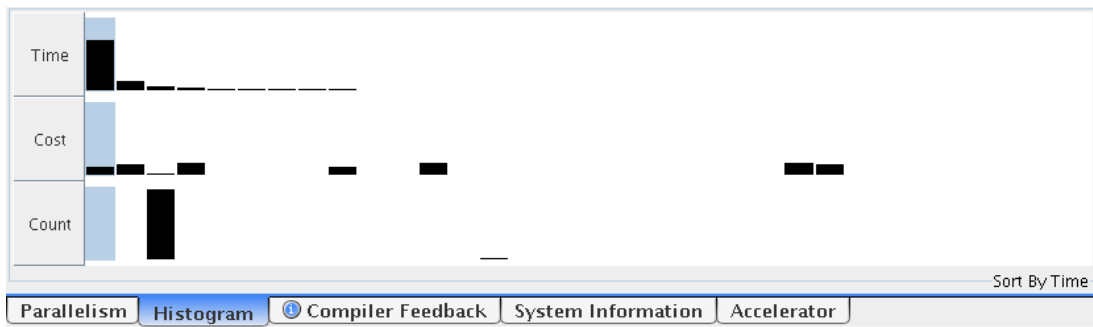 Time
Cost
Count
Sort By Time
Parallelism Histogram Compiler Feedback System Information Accelerator